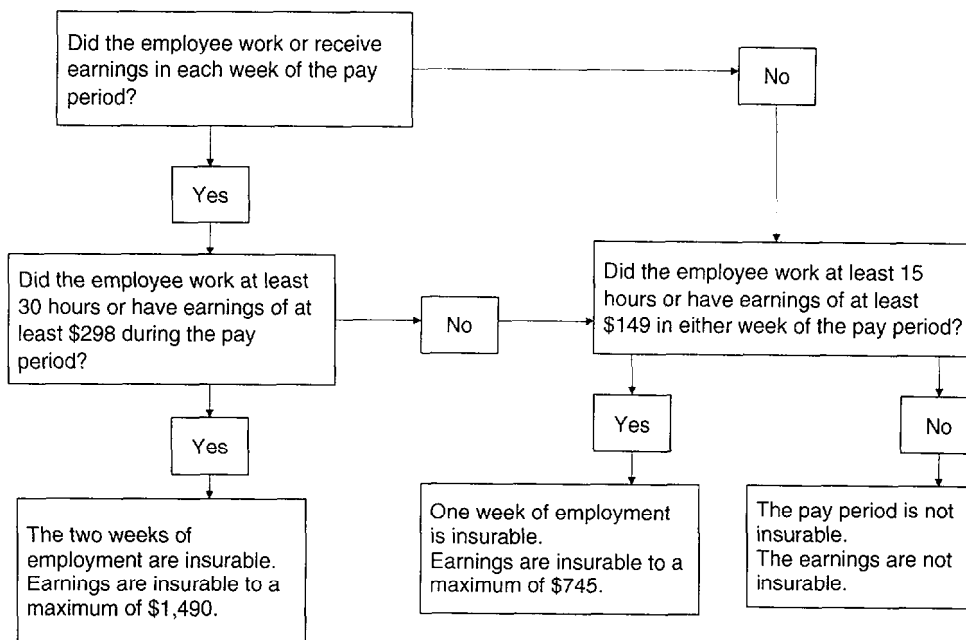 Did the employee work or receive
earnings in each week of the pay
period?
No
Yes
Did the employee work at least
30 hours or have earnings of at
least $298 during the pay
period?
No
Did the employee work at least 15
hours or have earnings of at least
$149 in either week of the pay period?
Yes
Yes
No
The two weeks of
employment are insurable.
Earnings are insurable to a
maximum of $1,490.
One week of employment
is insurable.
Earnings are insurable to a
maximum of $745.
The pay period is not
insurable.
The earnings are not
insurable.